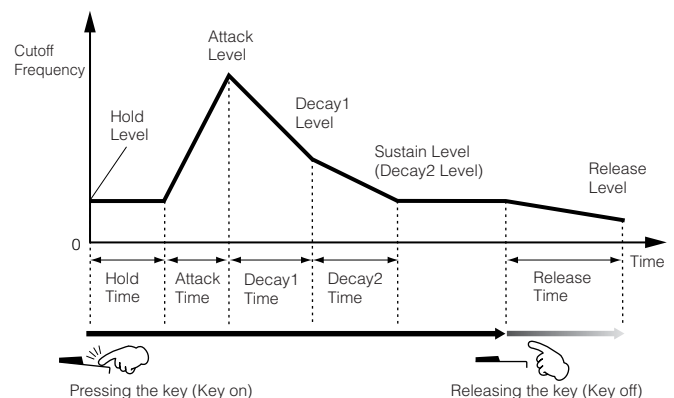 Cutoff
Frequency
Attack
Level
Hold
Level
Decay1
Level
Sustain Level
(Decay2 Level)
Release
Level
0
Time
Hold
Time
Attack
Time
Decay1
Time
Decay2
Time
Release
Time
Pressing the key (Key on)
Releasing the key (Key off)